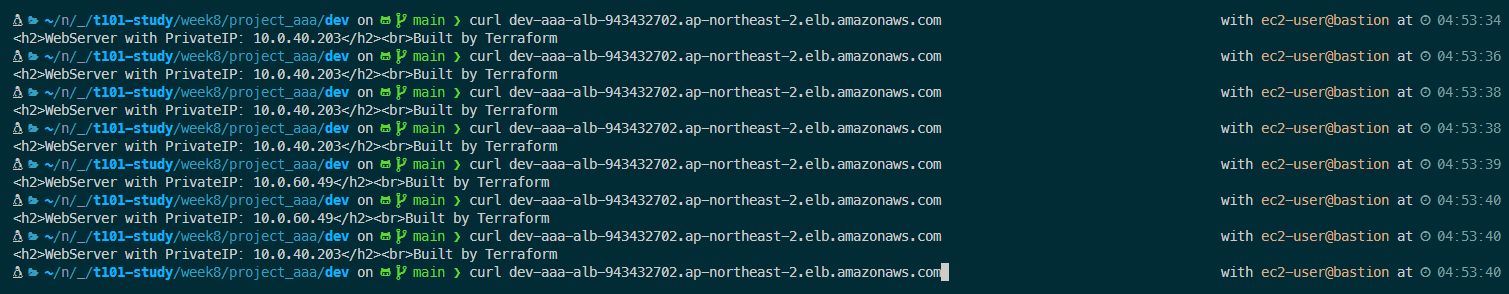 ~/n/_/t101-study/week8/project_aaa/dev on main ❯ curl dev-aaa-alb-943432702.ap-northeast-2.elb.amazonaws.com with ec2-user@bastion at 04:53:34
<h2>WebServer with PrivateIP: 10.0.40.203</h2><br>Built by Terraform
~/n/_/t101-study/week8/project_aaa/dev on main ❯ curl dev-aaa-alb-943432702.ap-northeast-2.elb.amazonaws.com with ec2-user@bastion at 04:53:36
<h2>WebServer with PrivateIP: 10.0.40.203</h2><br>Built by Terraform
~/n/_/t101-study/week8/project_aaa/dev on main ❯ curl dev-aaa-alb-943432702.ap-northeast-2.elb.amazonaws.com with ec2-user@bastion at 04:53:38
<h2>WebServer with PrivateIP: 10.0.40.203</h2><br>Built by Terraform
~/n/_/t101-study/week8/project_aaa/dev on main ❯ curl dev-aaa-alb-943432702.ap-northeast-2.elb.amazonaws.com with ec2-user@bastion at 04:53:38
<h2>WebServer with PrivateIP: 10.0.40.203</h2><br>Built by Terraform
~/n/_/t101-study/week8/project_aaa/dev on main ❯ curl dev-aaa-alb-943432702.ap-northeast-2.elb.amazonaws.com with ec2-user@bastion at 04:53:39
<h2>WebServer with PrivateIP: 10.0.60.49</h2><br>Built by Terraform
~/n/_/t101-study/week8/project_aaa/dev on main ❯ curl dev-aaa-alb-943432702.ap-northeast-2.elb.amazonaws.com with ec2-user@bastion at 04:53:40
<h2>WebServer with PrivateIP: 10.0.60.49</h2><br>Built by Terraform
~/n/_/t101-study/week8/project_aaa/dev on main ❯ curl dev-aaa-alb-943432702.ap-northeast-2.elb.amazonaws.com with ec2-user@bastion at 04:53:40
<h2>WebServer with PrivateIP: 10.0.40.203</h2><br>Built by Terraform
~/n/_/t101-study/week8/project_aaa/dev on main ❯ curl dev-aaa-alb-943432702.ap-northeast-2.elb.amazonaws.com with ec2-user@bastion at 04:53:40